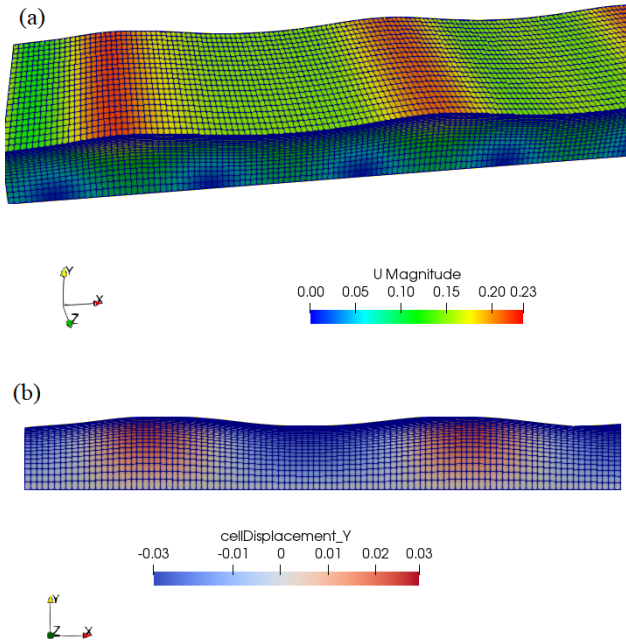 (a)
Y
X
Z
U Magnitude
0.00 0.05 0.10 0.15 0.20 0.23
(b)
cellDisplacement_Y
-0.03 -0.01 0 0.01 0.02 0.03
Y
Z X